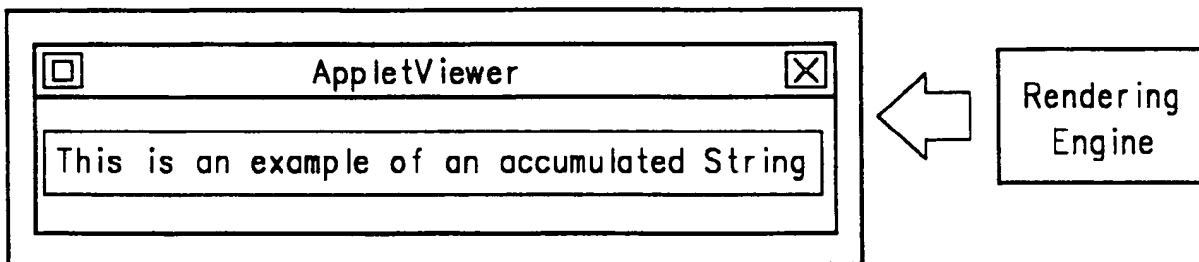 AppletViewer
This is an example of an accumulated String
Rendering
Engine